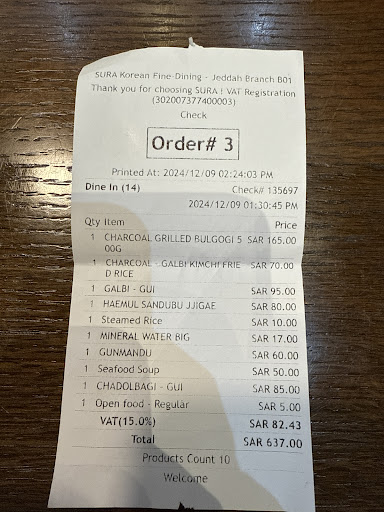 SURA Korean Fine-Dining - Jeddah Branch B01
Thank you for choosing SURA ! VAT Registration
(302007377400003)
Check
Order# 3
Printed At: 2024/12/09 02:24:03 PM
Dine In (14) Check# 135697
2024/12/09 01:30:45 PM
Qty Item Price
1 CHARCOAL GRILLED BULGOGI 5 SAR 165.00
00G
1 CHARCOAL - GALBI KIMCHI FRIE SAR 70.00
D RICE
1 GALBI - GUI SAR 95.00
1 HAEMUL SANDUBU JJIGAE SAR 80.00
1 Steamed Rice SAR 10.00
1 MINERAL WATER BIG SAR 17.00
1 GUNMANDU SAR 60.00
1 Seafood Soup SAR 50.00
1 CHADOLBAGI - GUI SAR 85.00
1 Open food - Regular SAR 5.00
VAT(15.0%) SAR 82.43
Total SAR 637.00
Products Count 10
Welcome